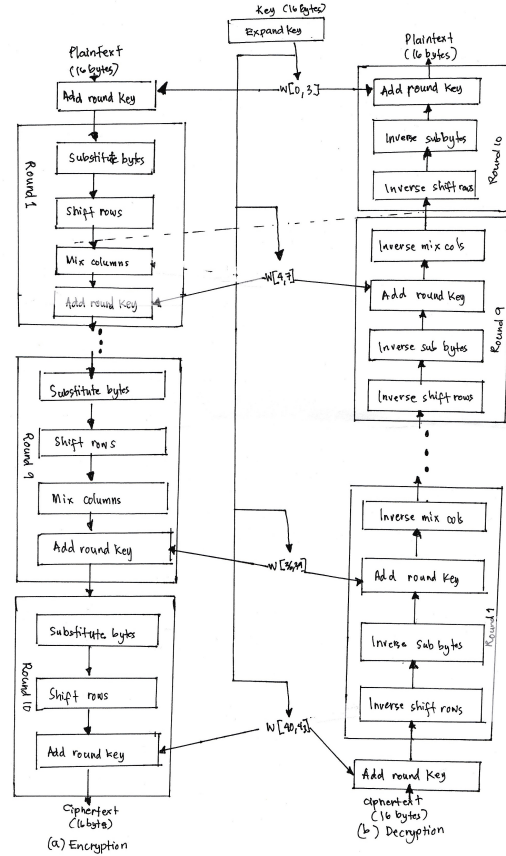 Key (16 bytes)
Expand key
Plaintext
(16 bytes)
Add round key
Round 1
Substitute bytes
Shift rows
Mix columns
Add round key
Round 9
Substitute bytes
Shift rows
Mix columns
Add round key
Round 10
Substitute bytes
Shift rows
Add round key
Ciphertext
(16 byts)
(a) Encryption
W[0, 3]
W[4,7]
W[36,39]
W[40,43]
Plaintext
(16 bytes)
Add round key
Inverse subbytes
Inverse shift rows
Round 10
Inverse mix cols
Add round key
Inverse sub bytes
Inverse shift rows
Round 9
Inverse mix cols
Add round key
Inverse Sub bytes
Inverse shift rows
Round 1
Add round key
ciphertext
(16 bytes)
(b) Decryption